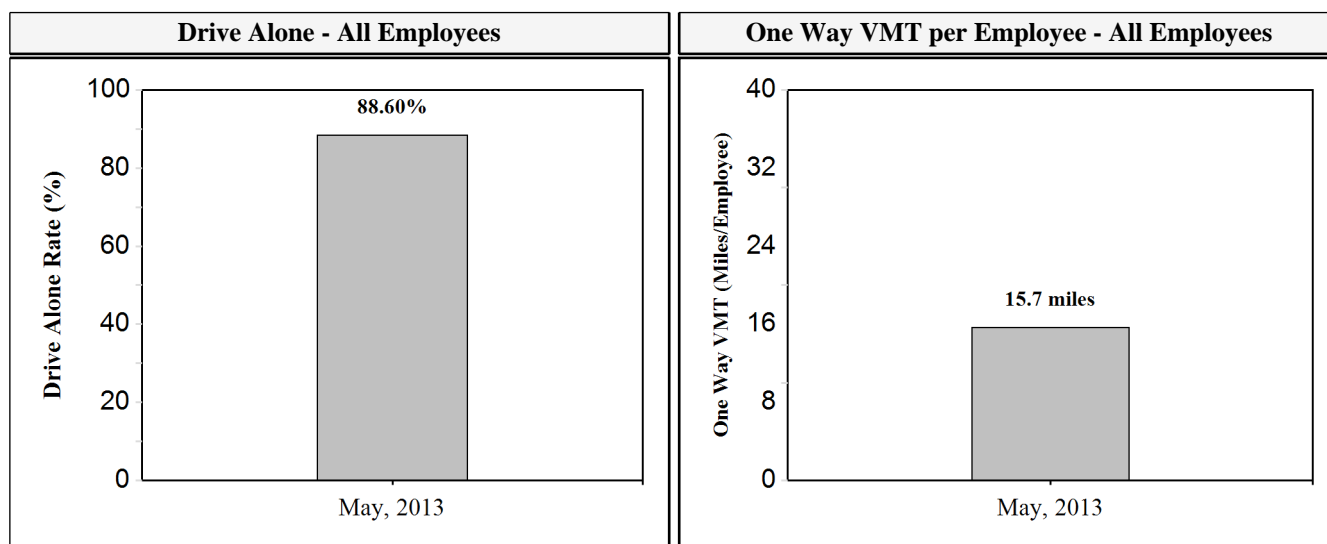 Drive Alone - All Employees
Drive Alone Rate (%)
100
80
60
40
20
0
88.60%
May, 2013
One Way VMT per Employee - All Employees
One Way VMT (Miles/Employee)
40
32
24
16
8
0
15.7 miles
May, 2013